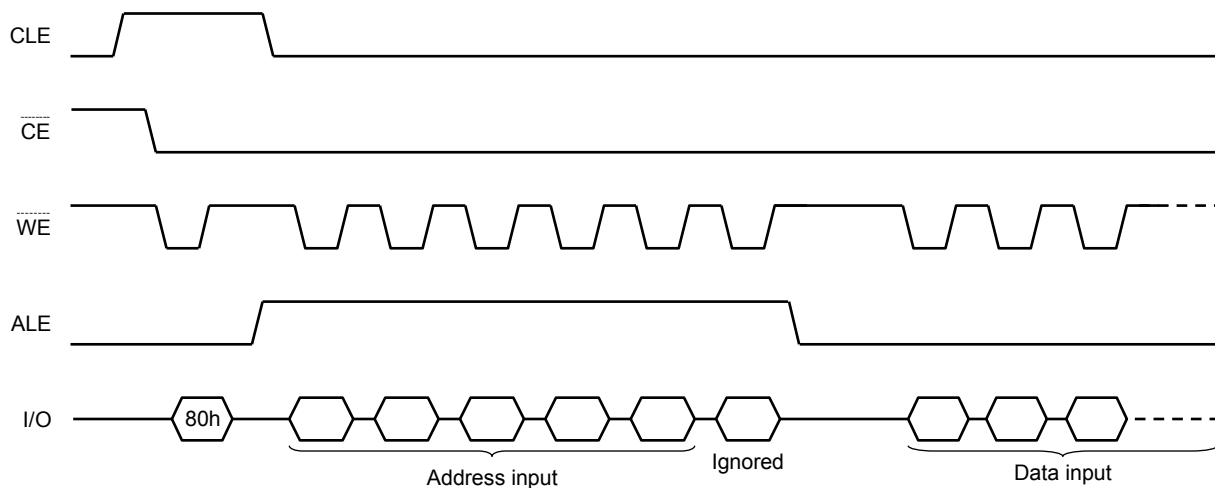 CLE
CE
WE
ALE
I/O
80h
Address input
Ignored
Data input